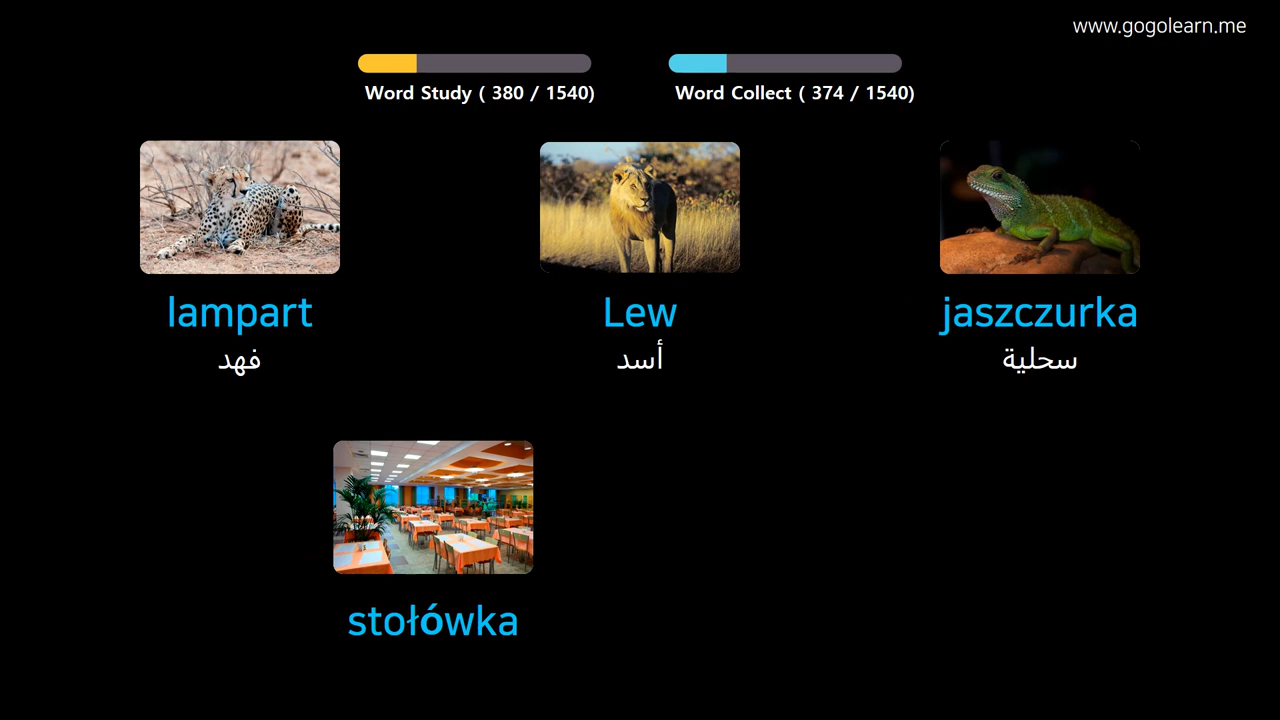 www.gogolearn.me
Word Study ( 380 / 1540)
Word Collect ( 374 / 1540)
lampart
Lew
jaszczurka
فهد
أسد
سحلية
stołówka